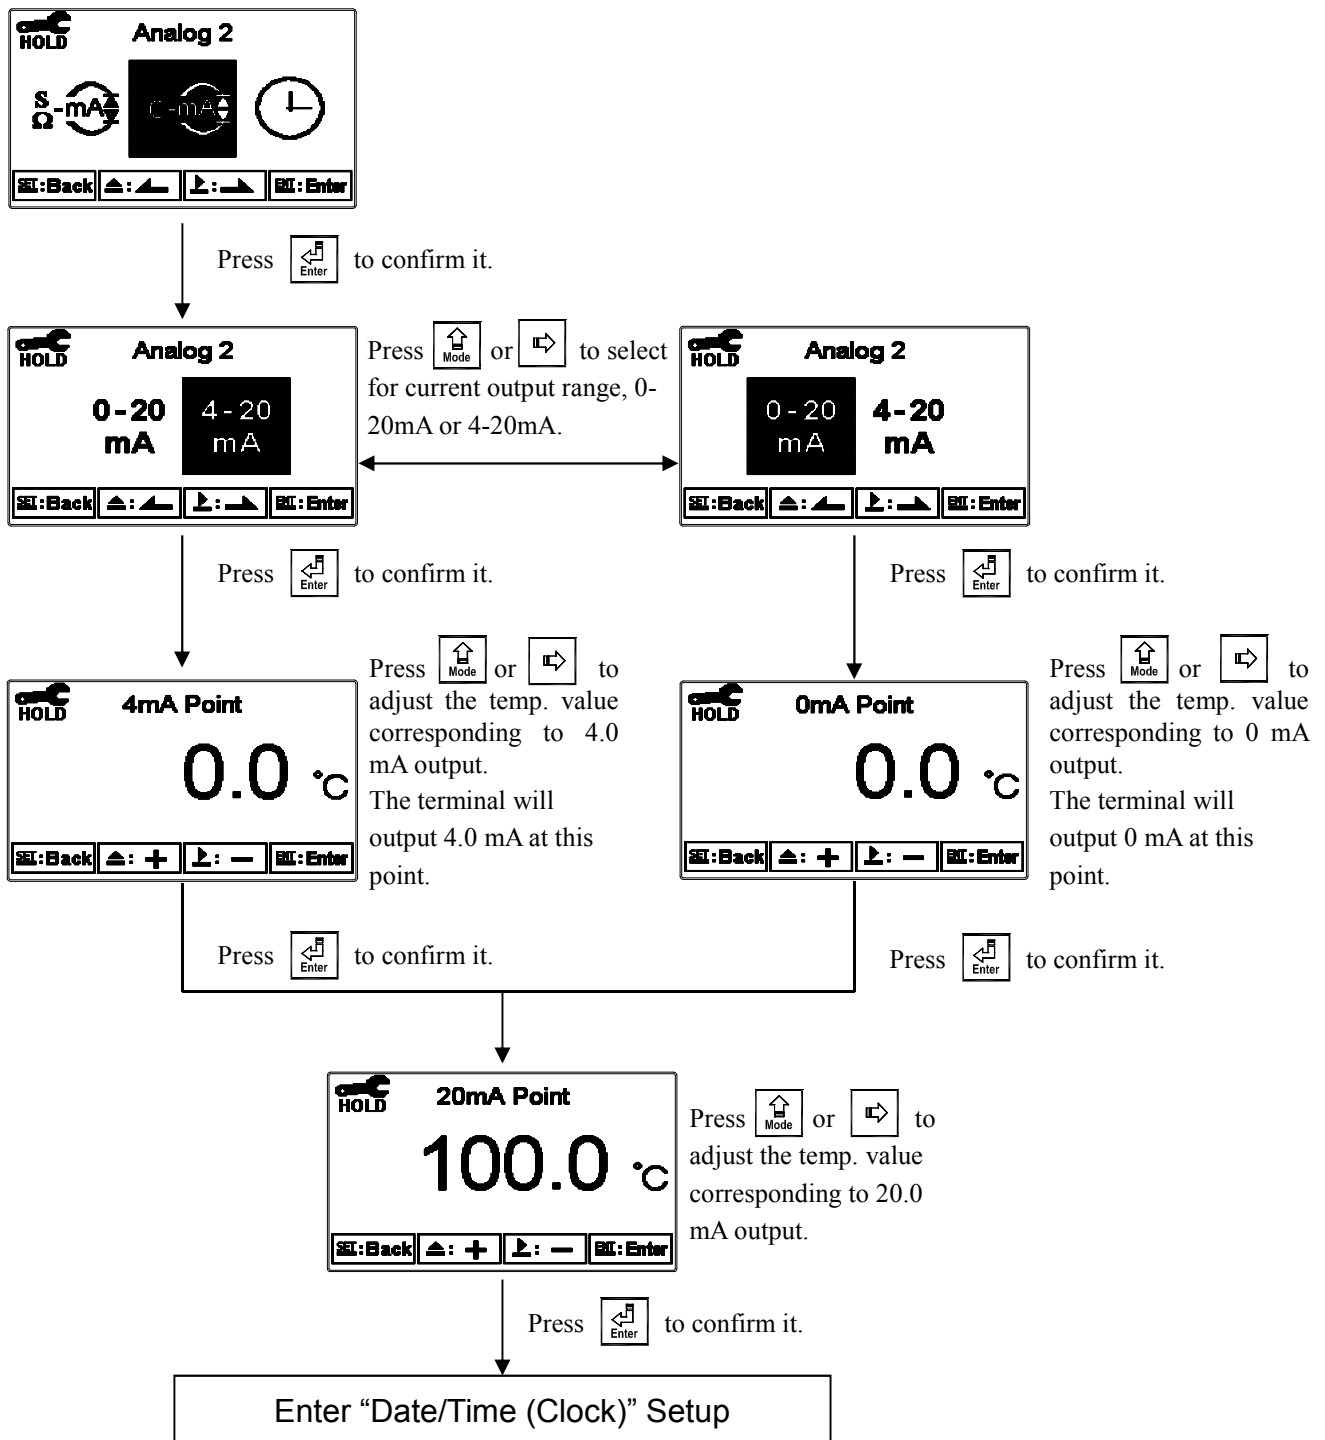 HOLD
Analog 2
S
Ω
-mA
-mA
SET:Back
: Enter
Press Enter to confirm it.
HOLD
Analog 2
0-20
mA
4-20
mA
SET:Back
: Enter
Press Mode or to select
for current output range, 0-
20mA or 4-20mA.
HOLD
Analog 2
0-20
mA
4-20
mA
SET:Back
: Enter
Press Enter to confirm it.
Press Enter to confirm it.
HOLD
4mA Point
0.0 °C
SET:Back
: +
: −
: Enter
Press Mode or to
adjust the temp. value
corresponding to 4.0
mA output.
The terminal will
output 4.0 mA at this
point.
HOLD
0mA Point
0.0 °C
SET:Back
: +
: −
: Enter
Press Mode or to
adjust the temp. value
corresponding to 0 mA
output.
The terminal will
output 0 mA at this
point.
Press Enter to confirm it.
Press Enter to confirm it.
HOLD
20mA Point
100.0 °C
SET:Back
: +
: −
: Enter
Press Mode or to
adjust the temp. value
corresponding to 20.0
mA output.
Press Enter to confirm it.
Enter “Date/Time (Clock)” Setup